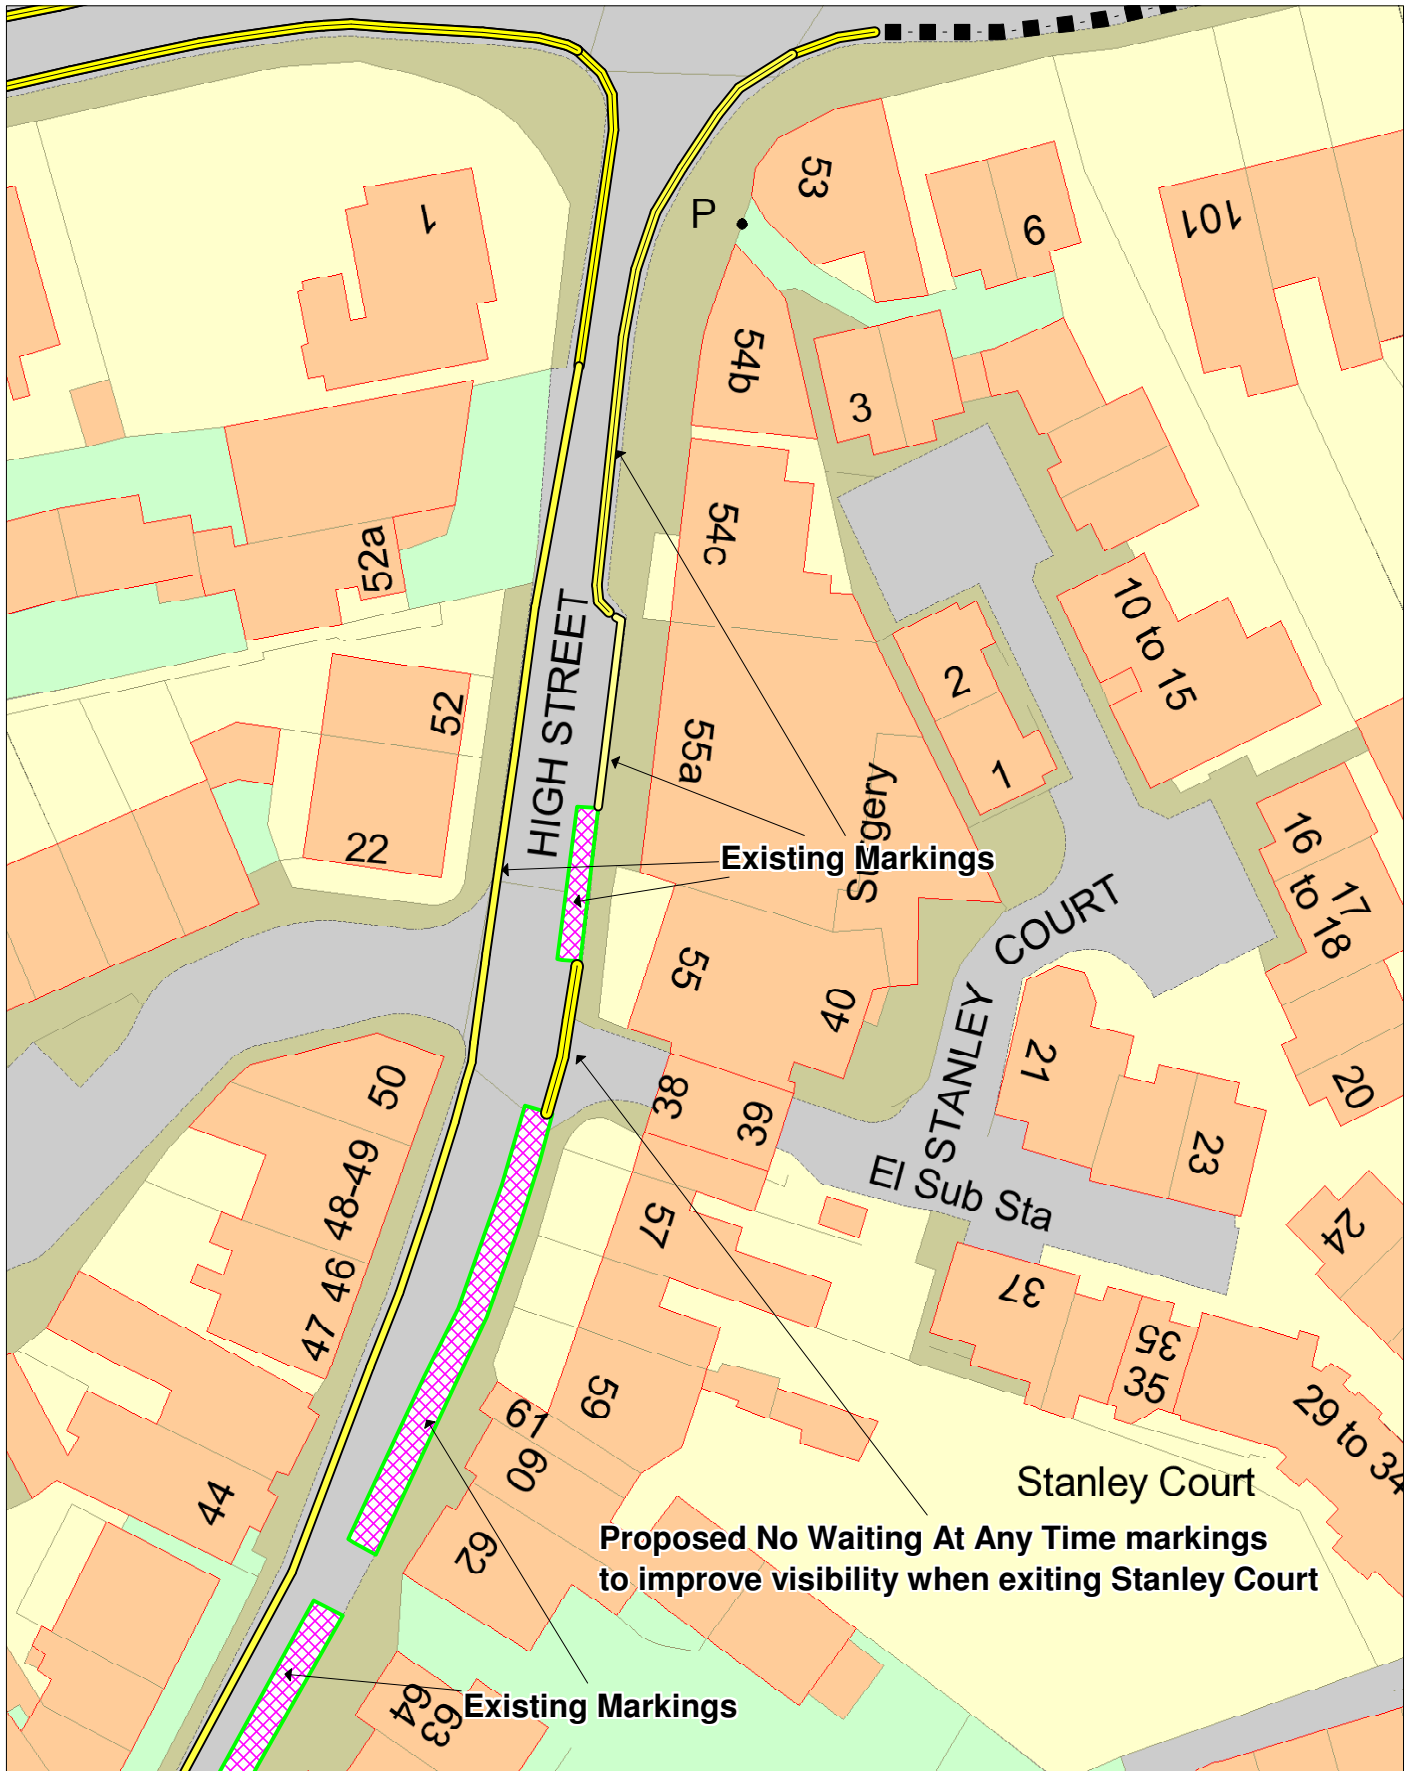 53
9
101
1
P
54b
3
54c
52a
10 to 15
HIGH STREET
2
52
55a
1
Surgery
22
16
to 17
18
Existing Markings
COURT
55
40
STANLEY
21
50
38
39
20
48-49
23
El Sub Sta
57
24
46
37
47
35
35
59
61
29 to 34
60
44
Stanley Court
62
Proposed No Waiting At Any Time markings
to improve visibility when exiting Stanley Court
64
63
Existing Markings